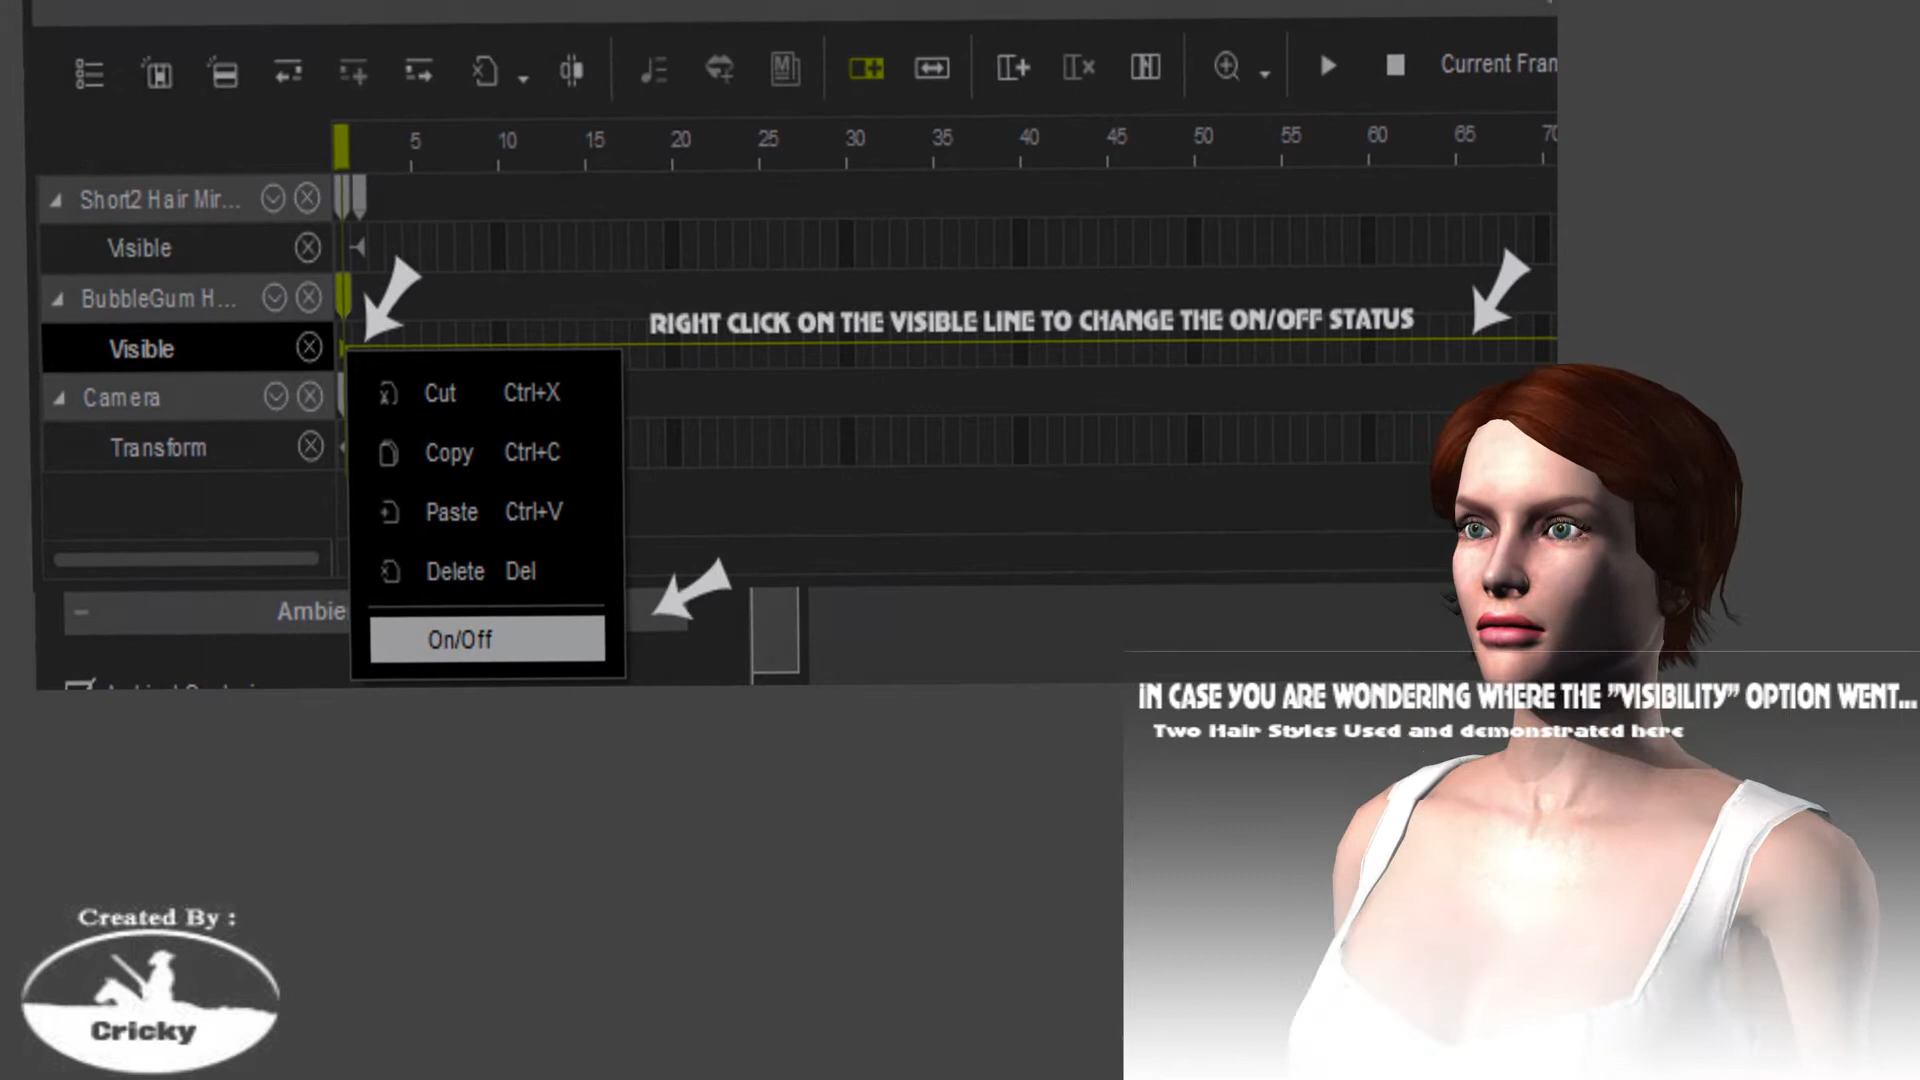 Current Fran
5 10 15 20 25 30 35 40 45 50 55 60 65 70
Short2 Hair Mir...
Visible
BubbleGum H...
RIGHT CLICK ON THE VISIBLE LINE TO CHANGE THE ON/OFF STATUS
Visible
Cut Ctrl+X
Camera
Copy Ctrl+C
Transform
Paste Ctrl+V
Delete Del
Ambie
On/Off
IN CASE YOU ARE WONDERING WHERE THE "VISIBILITY" OPTION WENT...
Two Hair Styles Used and demonstrated here
Created By :
Cricky